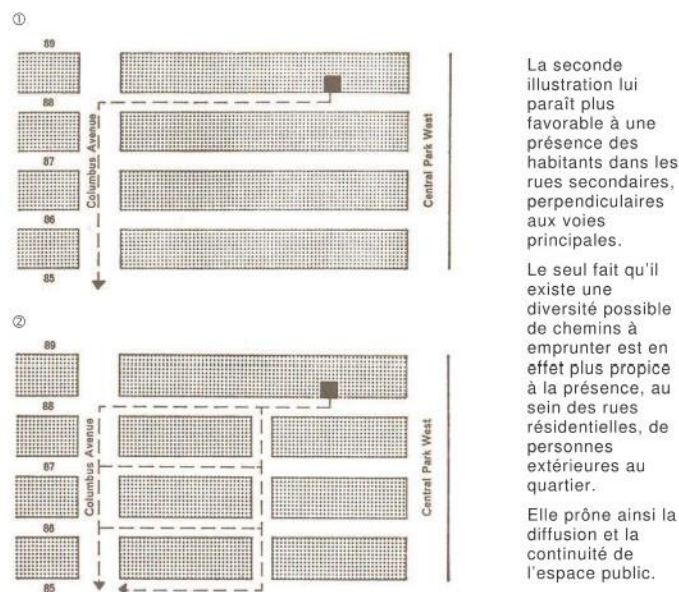 ①
89
88
87
86
85
Columbus Avenue
Central Park West
②
89
88
87
86
85
Columbus Avenue
Central Park West
La seconde
illustration lui
paraît plus
favorable à une
présence des
habitants dans les
rues secondaires,
perpendiculaires
aux voies
principales.
Le seul fait qu'il
existe une
diversité possible
de chemins à
emprunter est en
effet plus propice
à la présence, au
sein des rues
résidentielles, de
personnes
extérieures au
quartier.
Elle prône ainsi la
diffusion et la
continuité de
l'espace public.